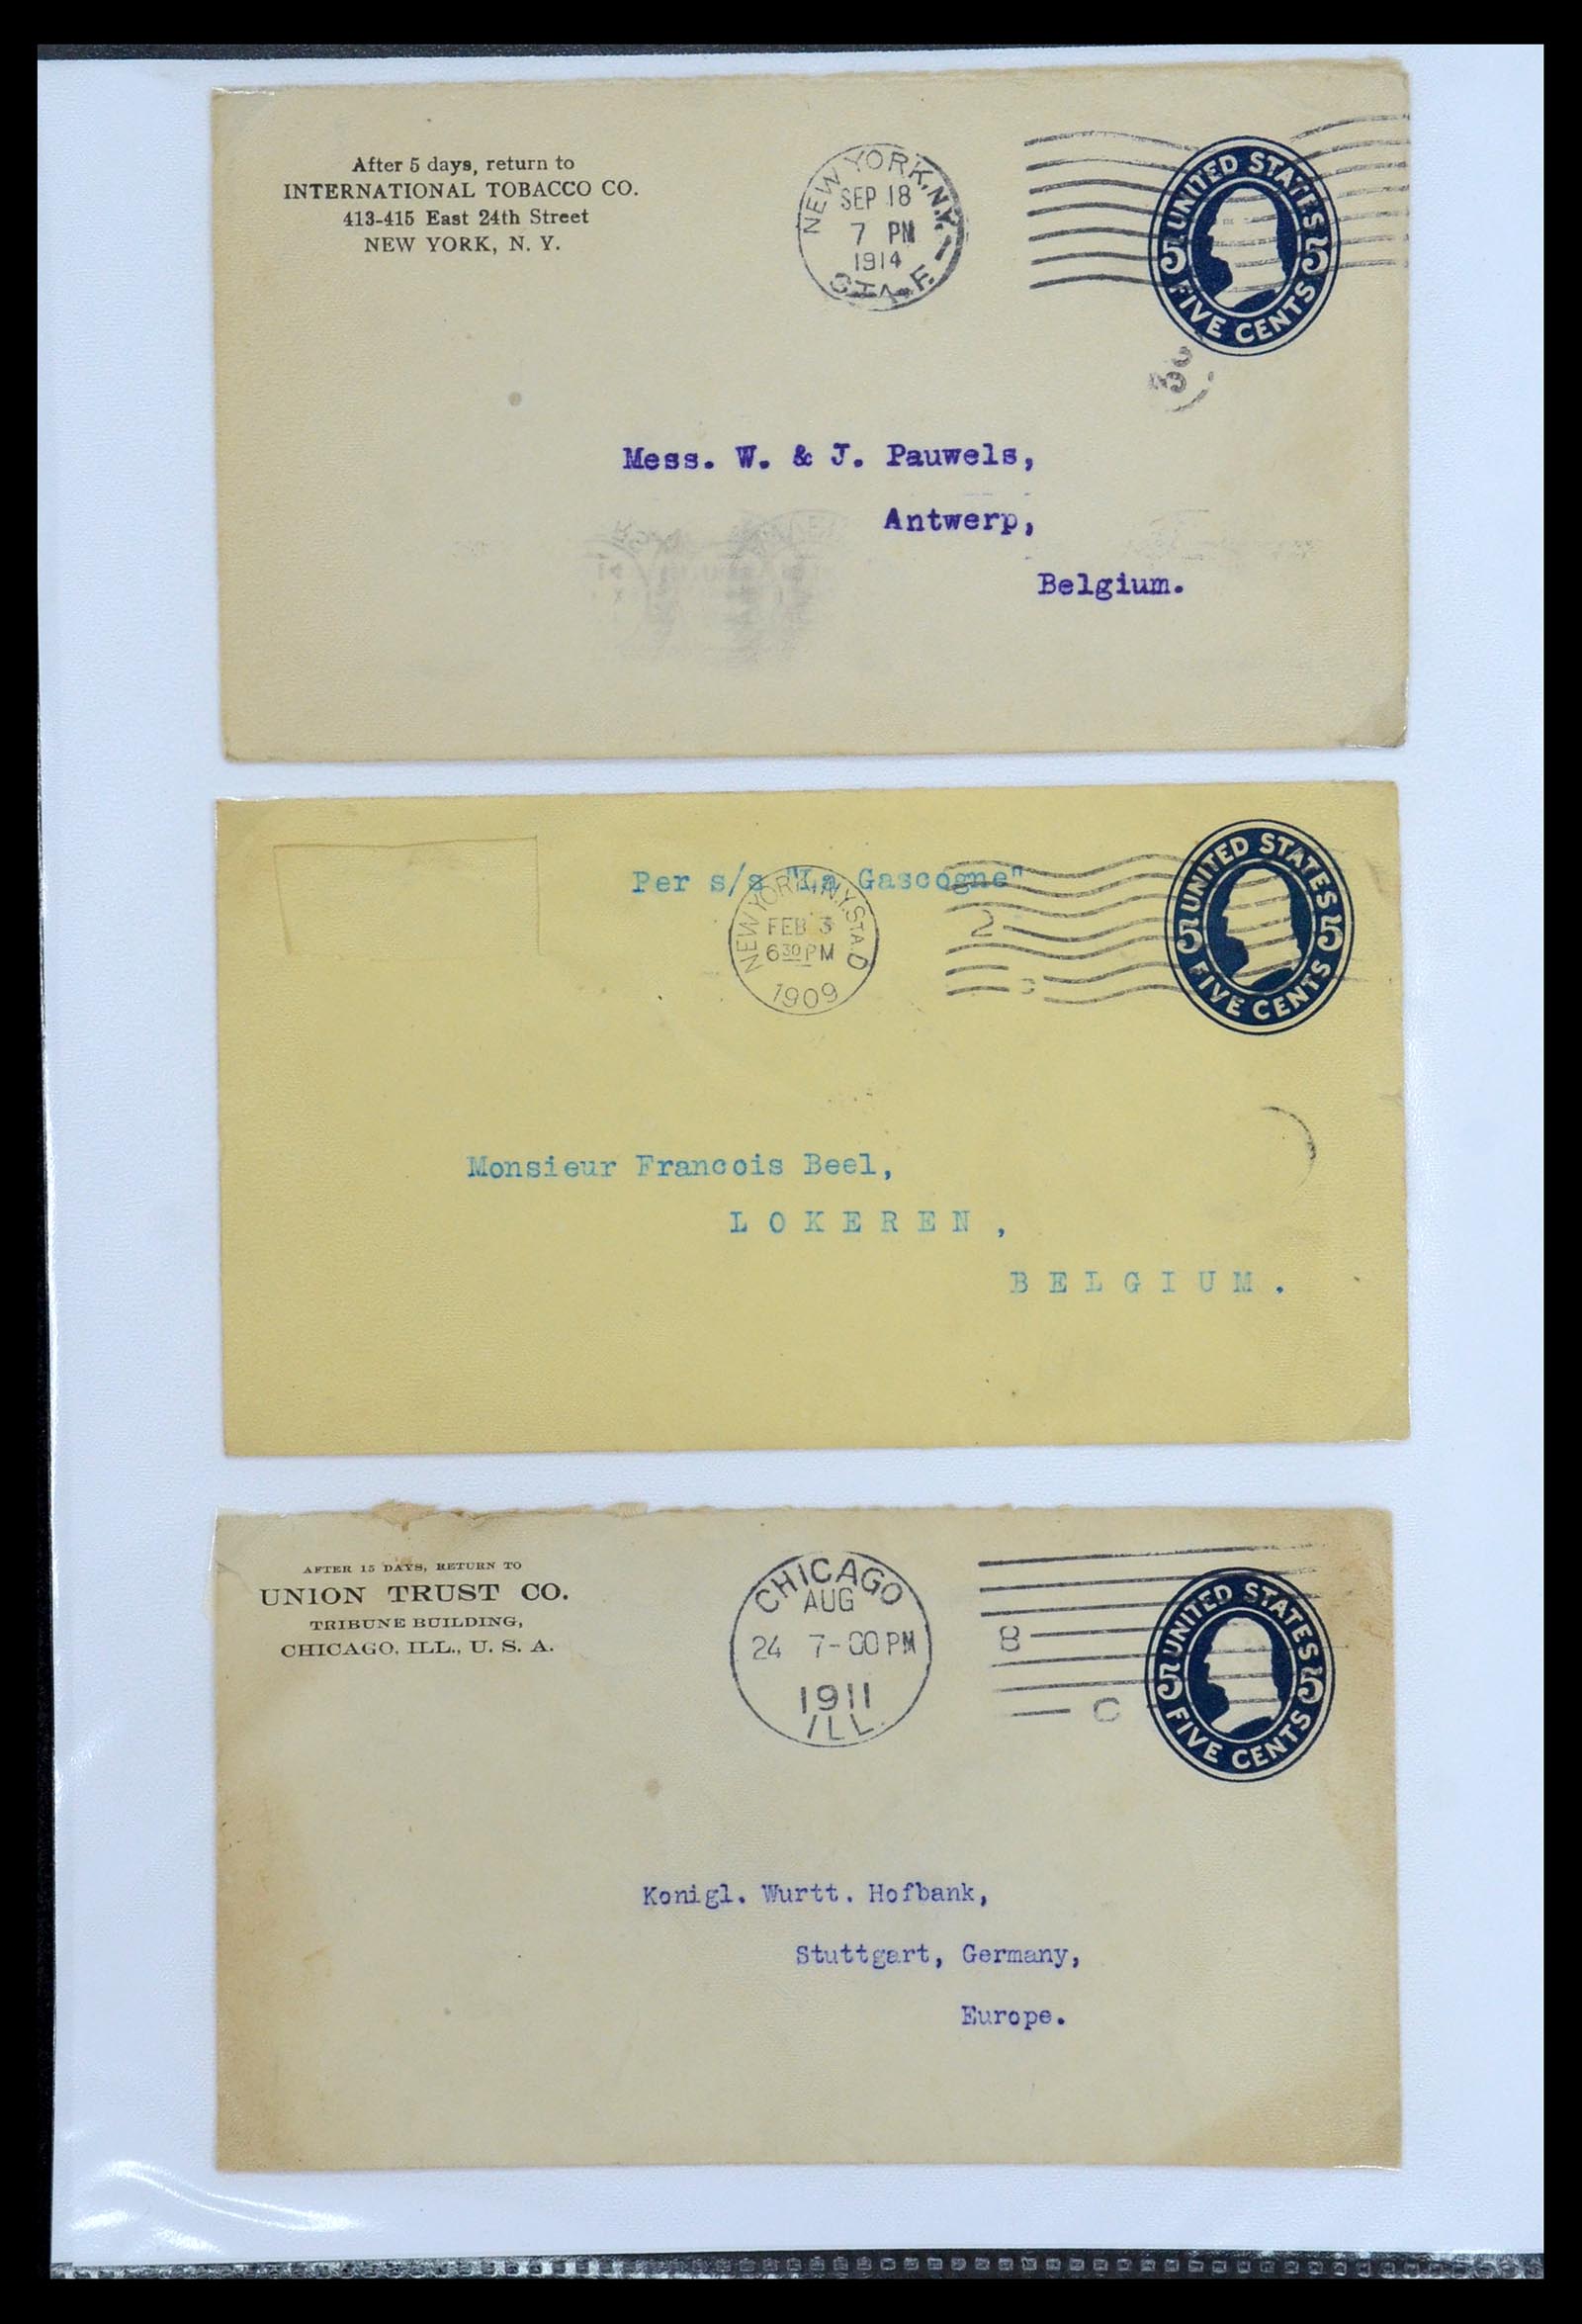 After 5 days, return to
INTERNATIONAL TOBACCO CO.
413-415 East 24th Street
NEW YORK, N. Y.
NEW YORK, N.Y.
SEP 18
7 PM
1914
STA. F.
UNITED STATES
5 5
FIVE CENTS
Mess. W. & J. Pauwels,
Antwerp,
Belgium.
Per s/s "La Gascogne"
NEW YORK, N.Y. STA. O
FEB 3
6 30 PM
1909
2
UNITED STATES
5 5
FIVE CENTS
Monsieur Francois Beel,
LOKEREN,
BELGIUM.
AFTER 15 DAYS, RETURN TO
UNION TRUST CO.
TRIBUNE BUILDING,
CHICAGO, ILL., U. S. A.
CHICAGO
AUG
24 7-00 PM
1911
ILL.
B
C
UNITED STATES
5 5
FIVE CENTS
Konigl. Wurtt. Hofbank,
Stuttgart, Germany,
Europe.